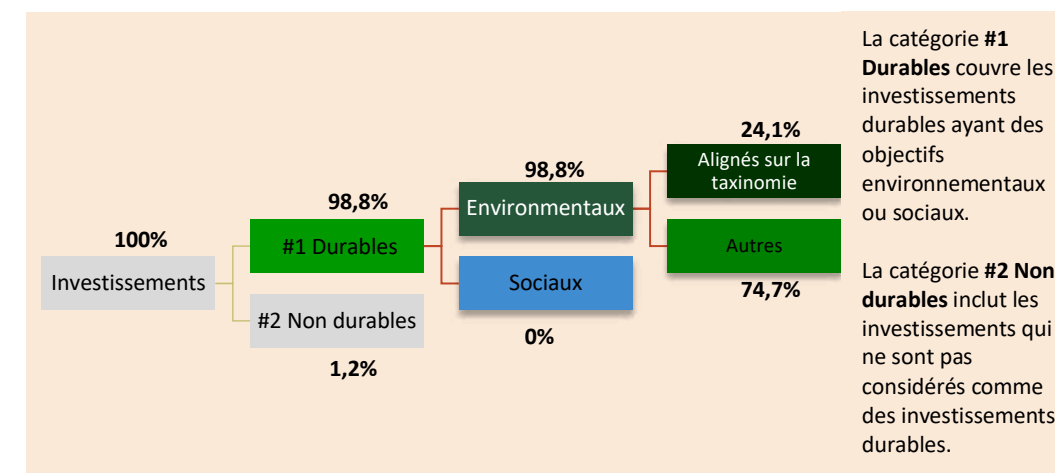 100%
Investissements
98,8%
#1 Durables
#2 Non durables
1,2%
98,8%
Environmentaux
Sociaux
0%
24,1%
Alignés sur la
taxinomie
Autres
74,7%
La catégorie #1
Durables couvre les
investissements
durables ayant des
objectifs
environnementaux
ou sociaux.
La catégorie #2 Non
durables inclut les
investissements qui
ne sont pas
considérés comme
des investissements
durables.